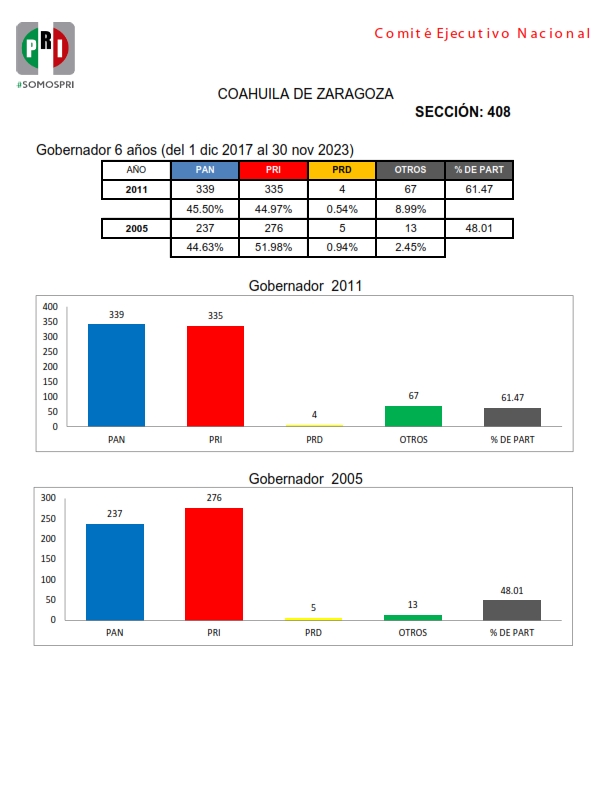 PRI
#SOMOSPRI
Comité Ejecutivo Nacional
COAHUILA DE ZARAGOZA
SECCIÓN: 408
Gobernador 6 años (del 1 dic 2017 al 30 nov 2023)
AÑO PAN PRI PRD OTROS % DE PART
2011 339 335 4 67 61.47
45.50% 44.97% 0.54% 8.99%
2005 237 276 5 13 48.01
44.63% 51.98% 0.94% 2.45%
Gobernador 2011
400
350
300
250
200
150
100
50
0
339
335
4
67
61.47
PAN PRI PRD OTROS % DE PART
Gobernador 2005
300
250
200
150
100
50
0
237
276
5
13
48.01
PAN PRI PRD OTROS % DE PART